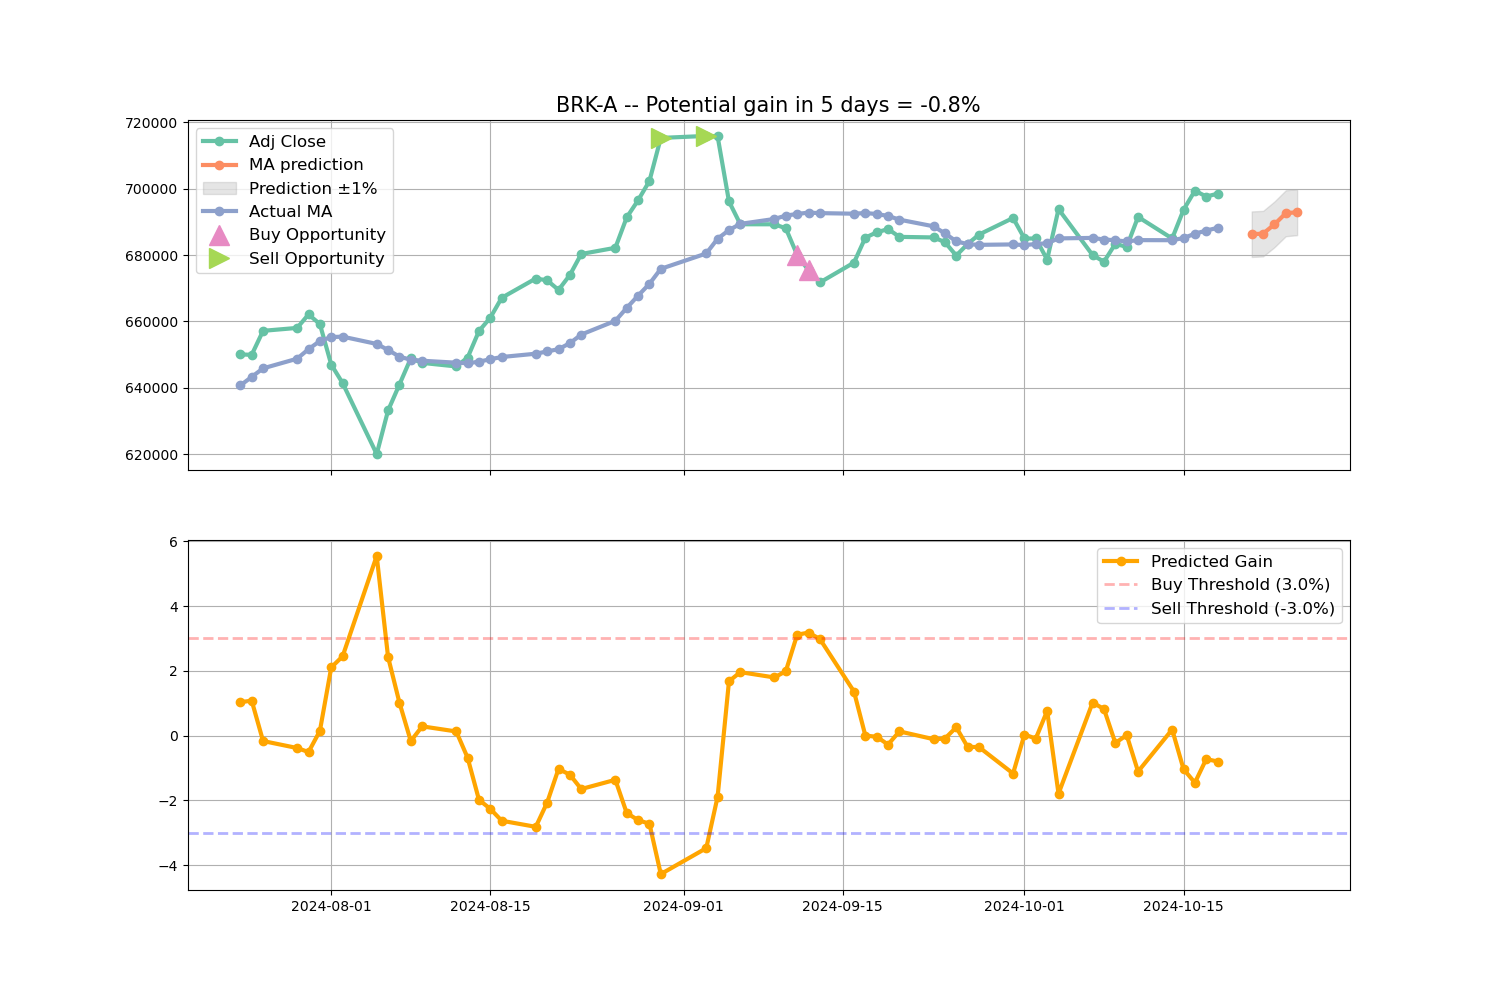 BRK-A -- Potential gain in 5 days = -0.8%
720000
700000
680000
660000
640000
620000
Adj Close
MA prediction
Prediction ±1%
Actual MA
Buy Opportunity
Sell Opportunity
6
4
2
0
−2
−4
Predicted Gain
Buy Threshold (3.0%)
Sell Threshold (-3.0%)
2024-08-01 2024-08-15 2024-09-01 2024-09-15 2024-10-01 2024-10-15